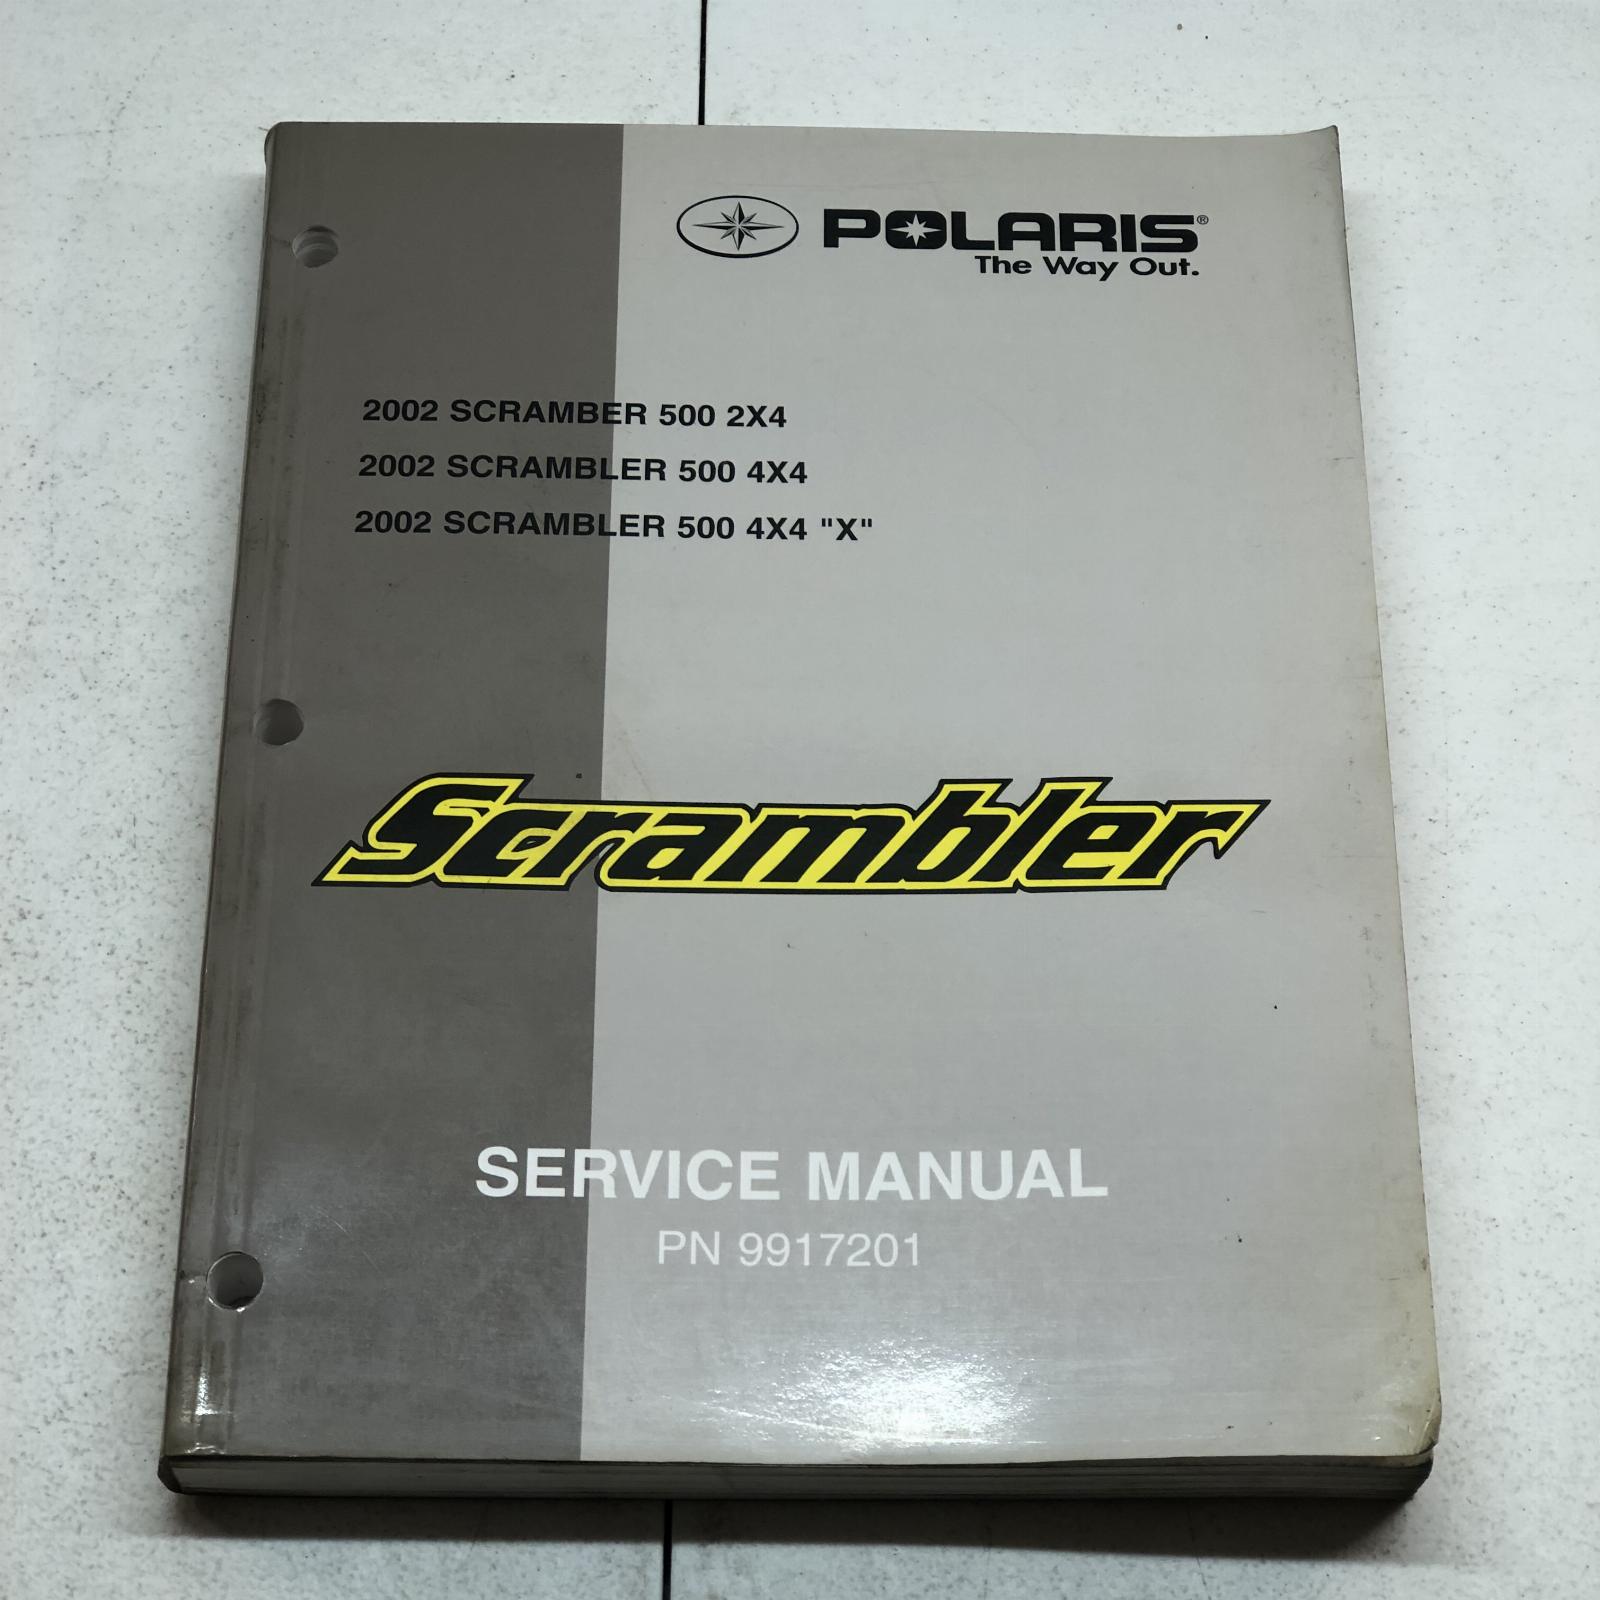 POLARIS®
The Way Out.
2002 SCRAMBER 500 2X4
2002 SCRAMBLER 500 4X4
2002 SCRAMBLER 500 4X4 "X"
Scrambler
SERVICE MANUAL
PN 9917201